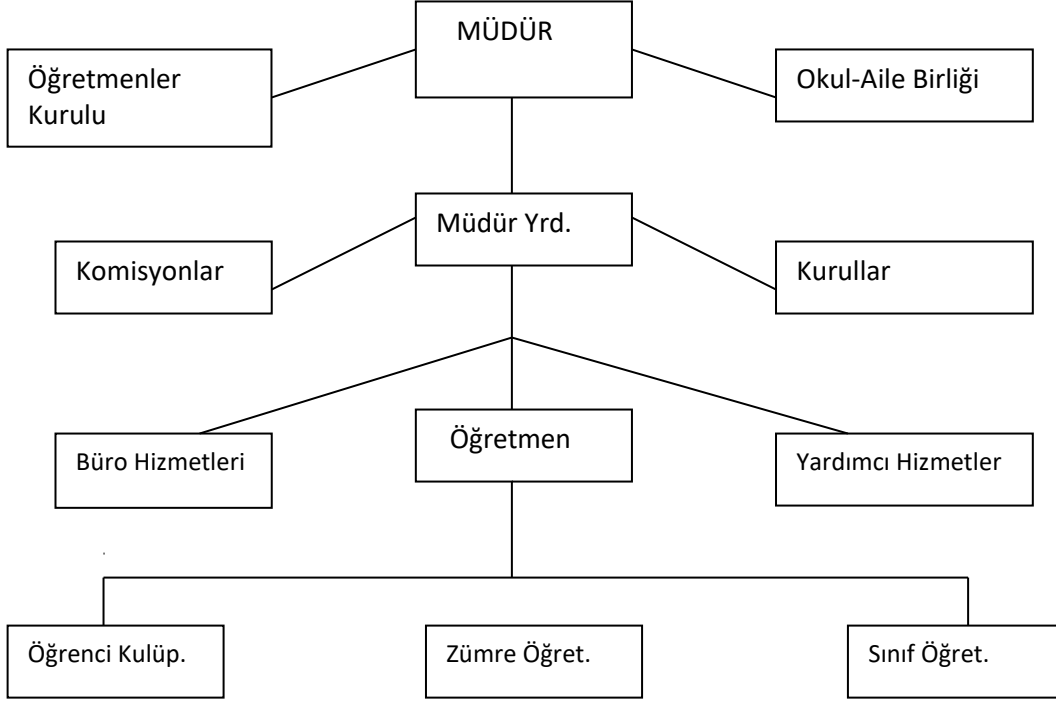 MÜDÜR
Öğretmenler
Kurulu
Okul-Aile Birliği
Müdür Yrd.
Komisyonlar
Kurullar
Büro Hizmetleri
Öğretmen
Yardımcı Hizmetler
Öğrenci Kulüp.
Zümre Öğret.
Sınıf Öğret.